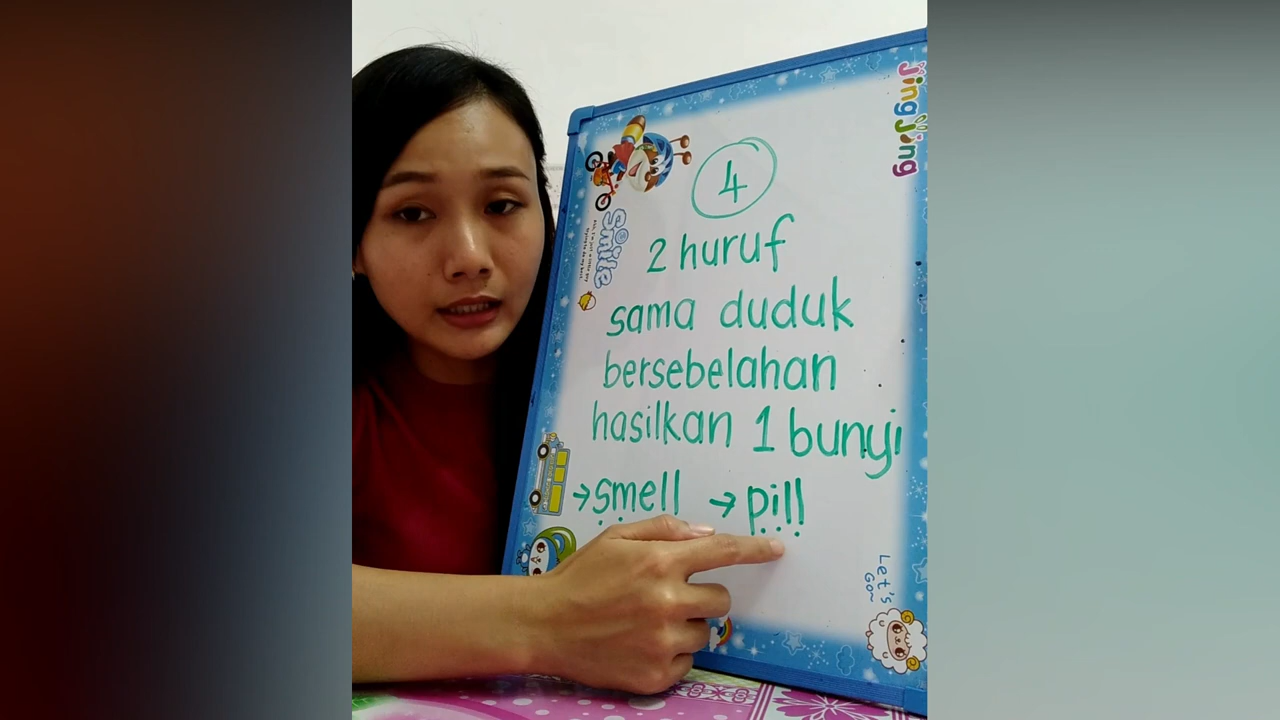 Jing Jing
4
Smile
2 huruf
sama duduk
bersebelahan
hasilkan 1 bunyi
→ smell → pill
Let's
Go~